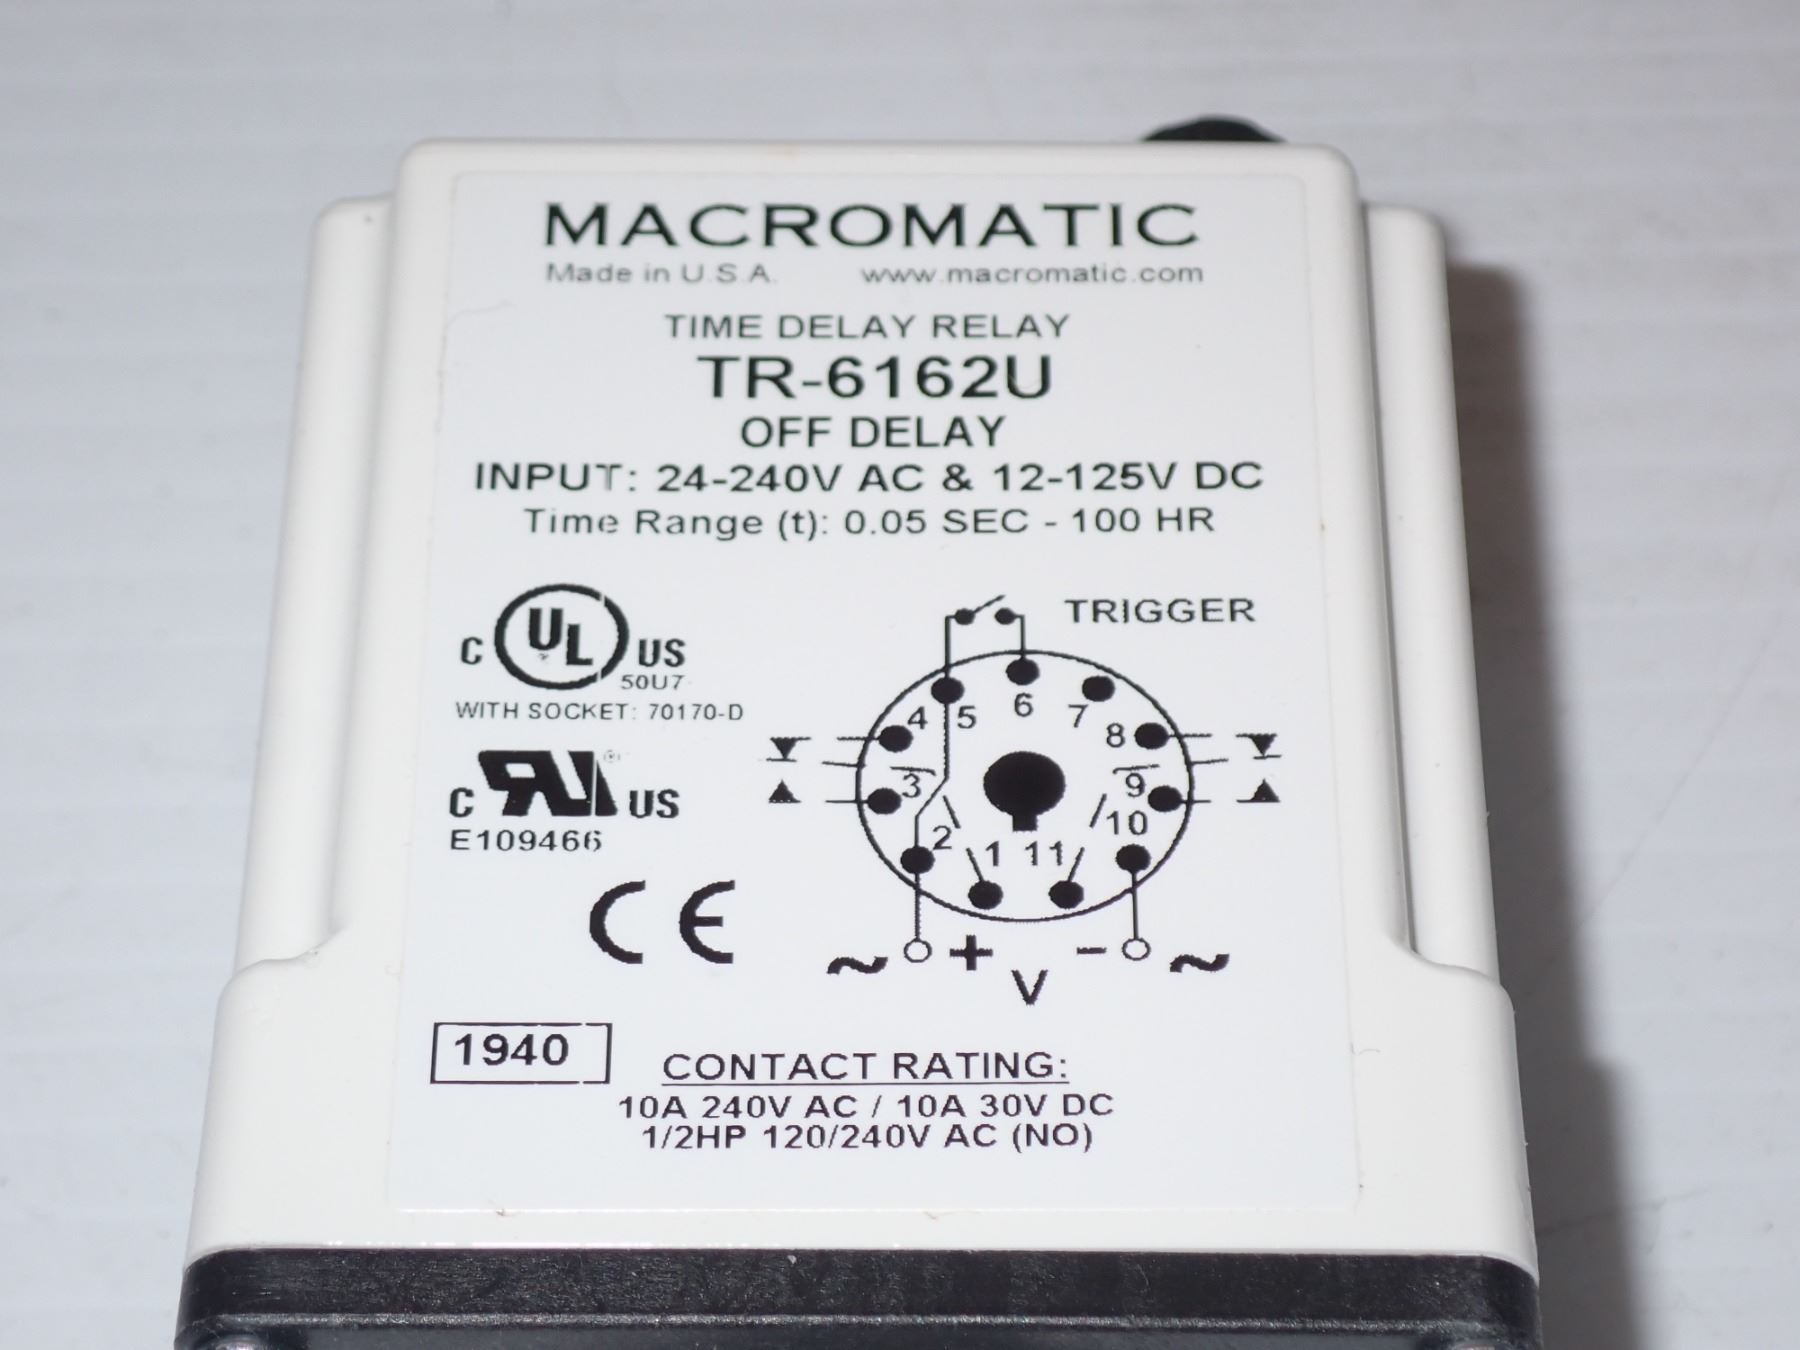 MACROMATIC
Made in U.S.A. www.macromatic.com
TIME DELAY RELAY
TR-6162U
OFF DELAY
INPUT: 24-240V AC & 12-125V DC
Time Range (t): 0.05 SEC - 100 HR
C UL US
50U7
WITH SOCKET: 70170-D
C RU ® US
E109466
CE
TRIGGER
4 5 6 7 8
3 9
2 10
1 11
~ + - ~
V
1940
CONTACT RATING:
10A 240V AC / 10A 30V DC
1/2HP 120/240V AC (NO)